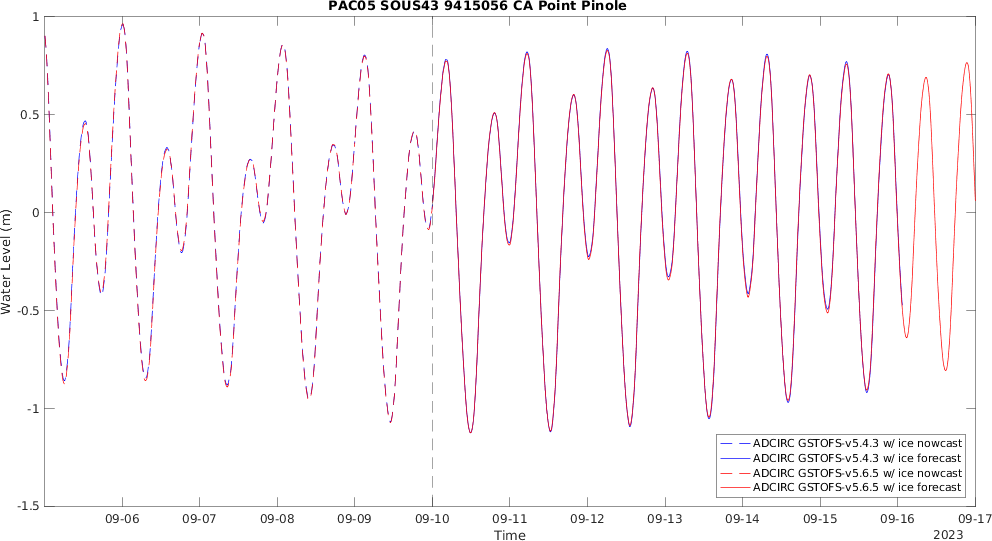 PAC05 SOUS43 9415056 CA Point Pinole
1
0.5
0
-0.5
-1
-1.5
Water Level (m)
ADCIRC GSTOFS-v5.4.3 w/ ice nowcast
ADCIRC GSTOFS-v5.4.3 w/ ice forecast
ADCIRC GSTOFS-v5.6.5 w/ ice nowcast
ADCIRC GSTOFS-v5.6.5 w/ ice forecast
09-06 09-07 09-08 09-09 09-10 09-11 09-12 09-13 09-14 09-15 09-16 09-17
Time
2023